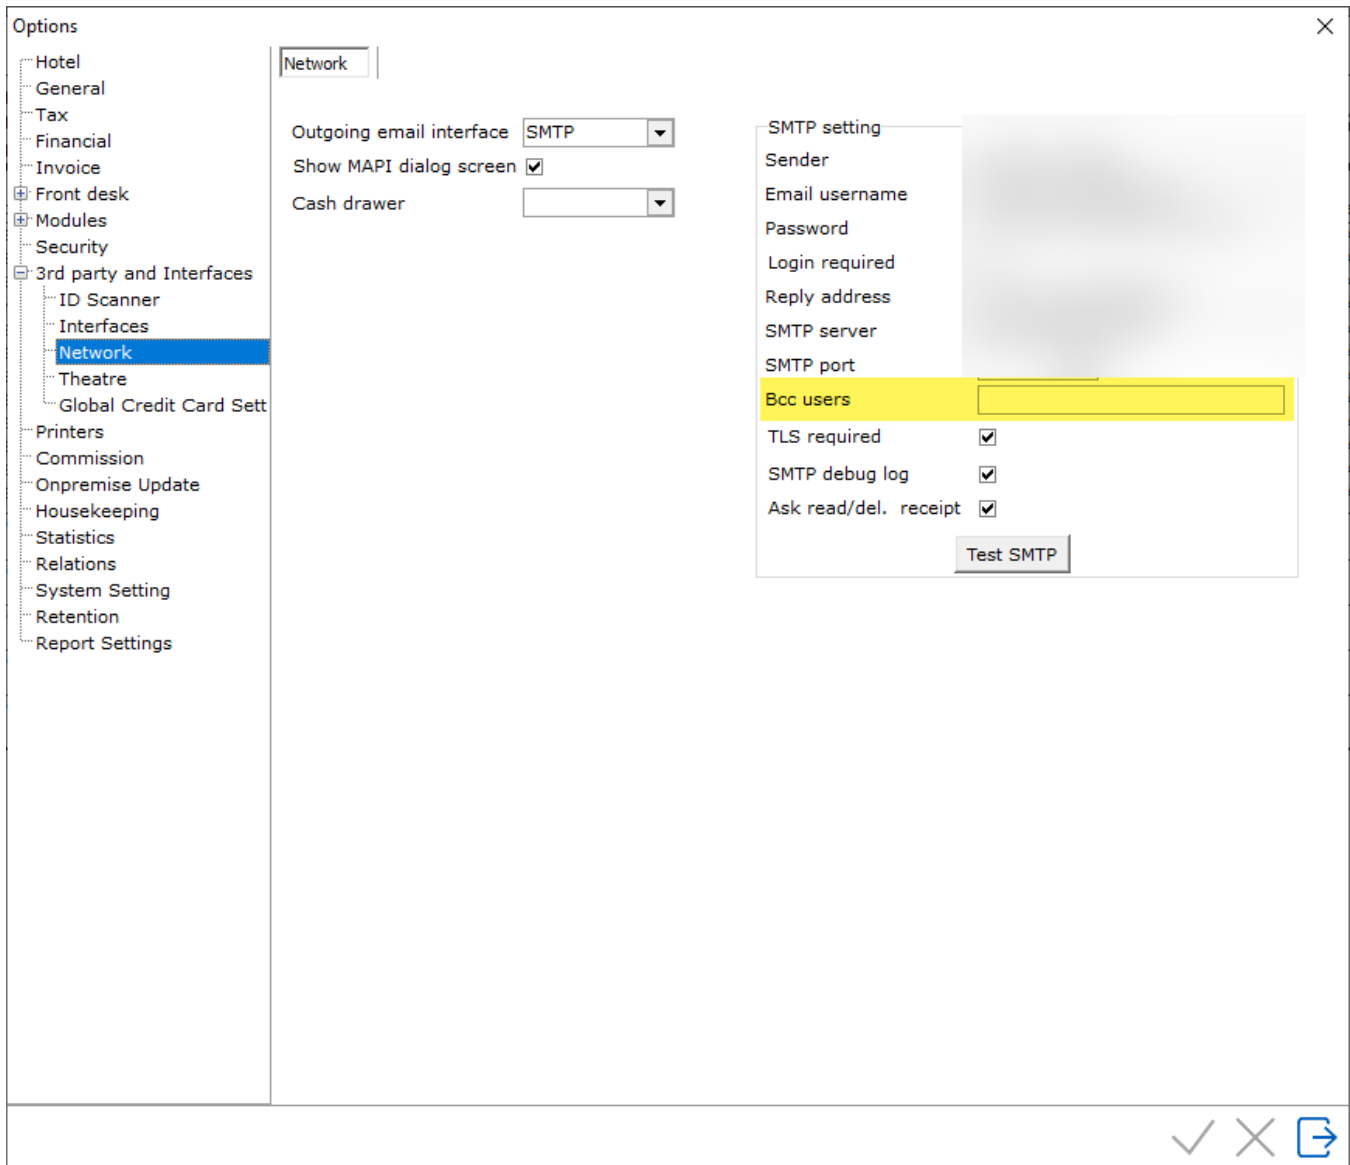 Options
Hotel
General
Tax
Financial
Invoice
Front desk
Modules
Security
3rd party and Interfaces
ID Scanner
Interfaces
Network
Theatre
Global Credit Card Sett
Printers
Commission
Onpremise Update
Housekeeping
Statistics
Relations
System Setting
Retention
Report Settings
Network
Outgoing email interface SMTP
Show MAPI dialog screen
Cash drawer
SMTP setting
Sender
Email username
Password
Login required
Reply address
SMTP server
SMTP port
Bcc users
TLS required
SMTP debug log
Ask read/del. receipt
Test SMTP